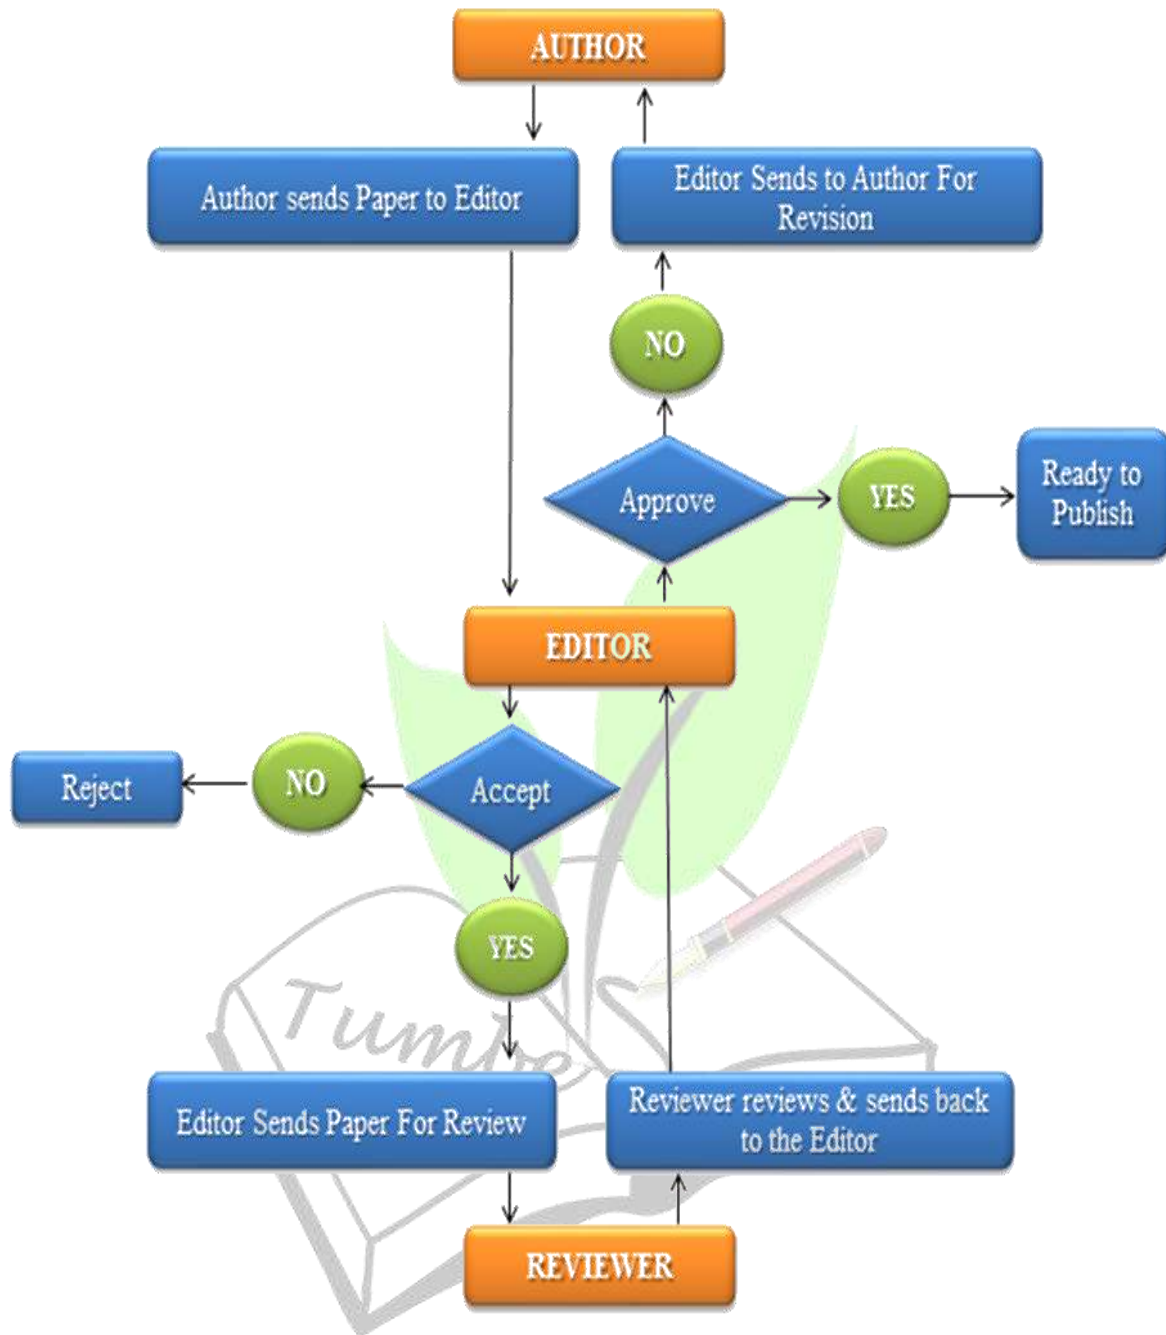 AUTHOR
Author sends Paper to Editor
Editor Sends to Author For
Revision
NO
Approve
YES
Ready to
Publish
EDITOR
Reject
NO
Accept
YES
Tumbe
Editor Sends Paper For Review
Reviewer reviews & sends back
to the Editor
REVIEWER